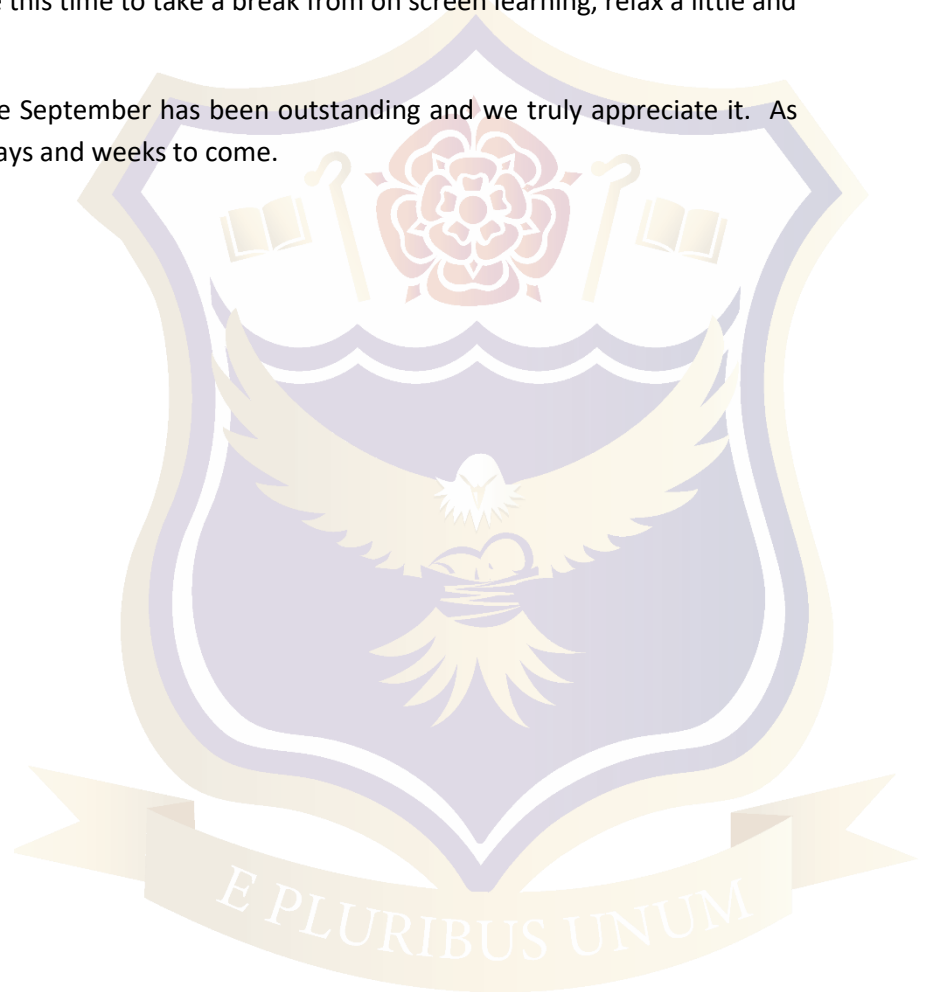 this time to take a break from on screen learning, relax a little and
e September has been outstanding and we truly appreciate it. As
ays and weeks to come.
E PLURIBUS UNUM